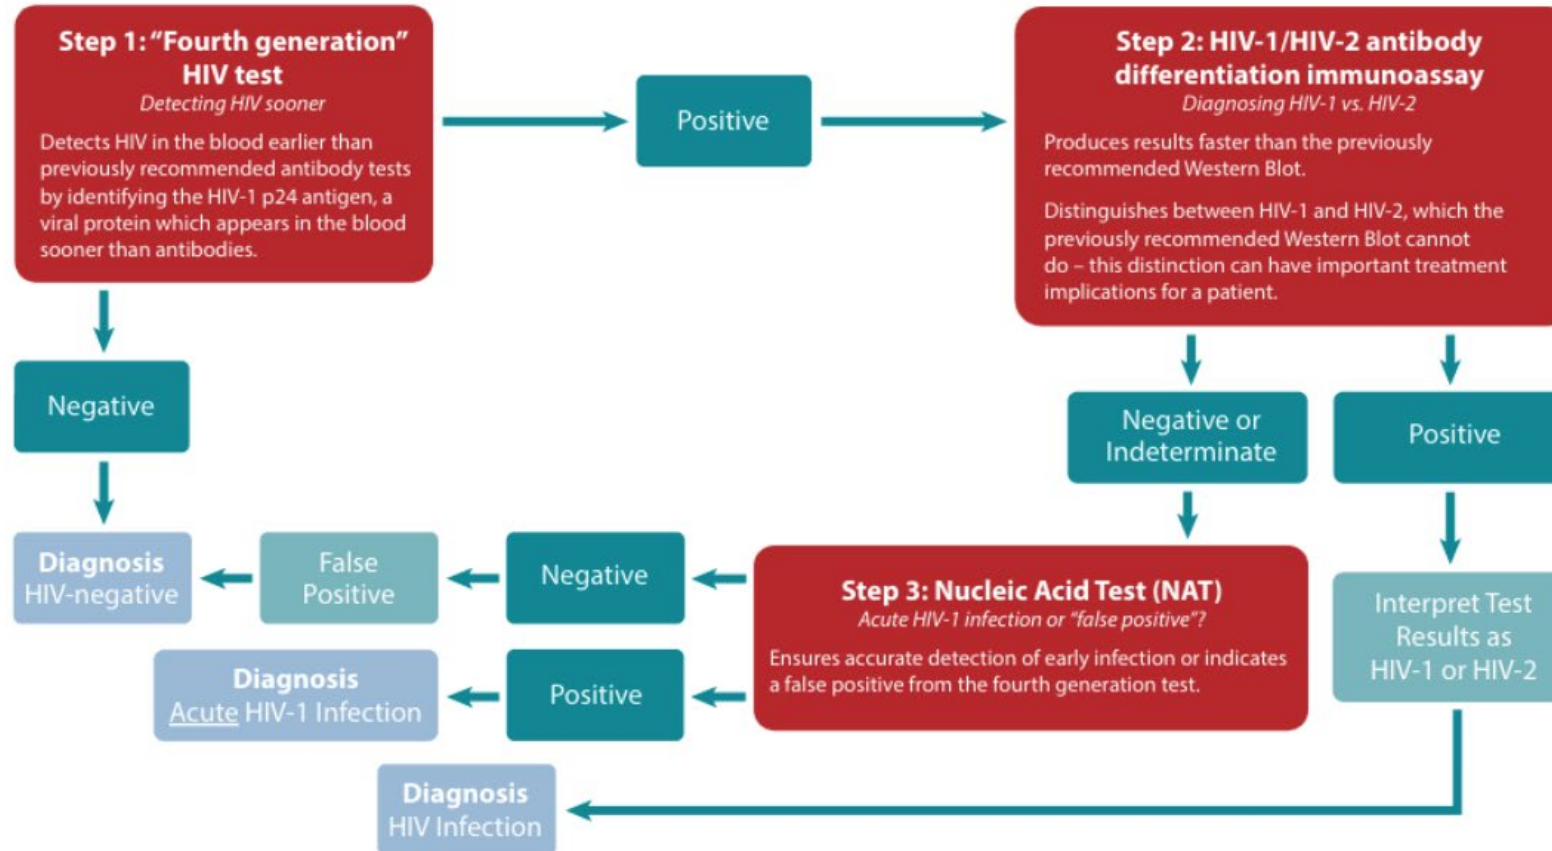 Step 1: “Fourth generation”
HIV test
Detecting HIV sooner
Detects HIV in the blood earlier than
previously recommended antibody tests
by identifying the HIV-1 p24 antigen, a
viral protein which appears in the blood
sooner than antibodies.
Positive
Step 2: HIV-1/HIV-2 antibody
differentiation immunoassay
Diagnosing HIV-1 vs. HIV-2
Produces results faster than the previously
recommended Western Blot.
Distinguishes between HIV-1 and HIV-2, which the
previously recommended Western Blot cannot
do – this distinction can have important treatment
implications for a patient.
Negative
Negative or
Indeterminate
Positive
Diagnosis
HIV-negative
False
Positive
Negative
Step 3: Nucleic Acid Test (NAT)
Acute HIV-1 infection or “false positive”?
Ensures accurate detection of early infection or indicates
a false positive from the fourth generation test.
Interpret Test
Results as
HIV-1 or HIV-2
Diagnosis
Acute HIV-1 Infection
Positive
Diagnosis
HIV Infection